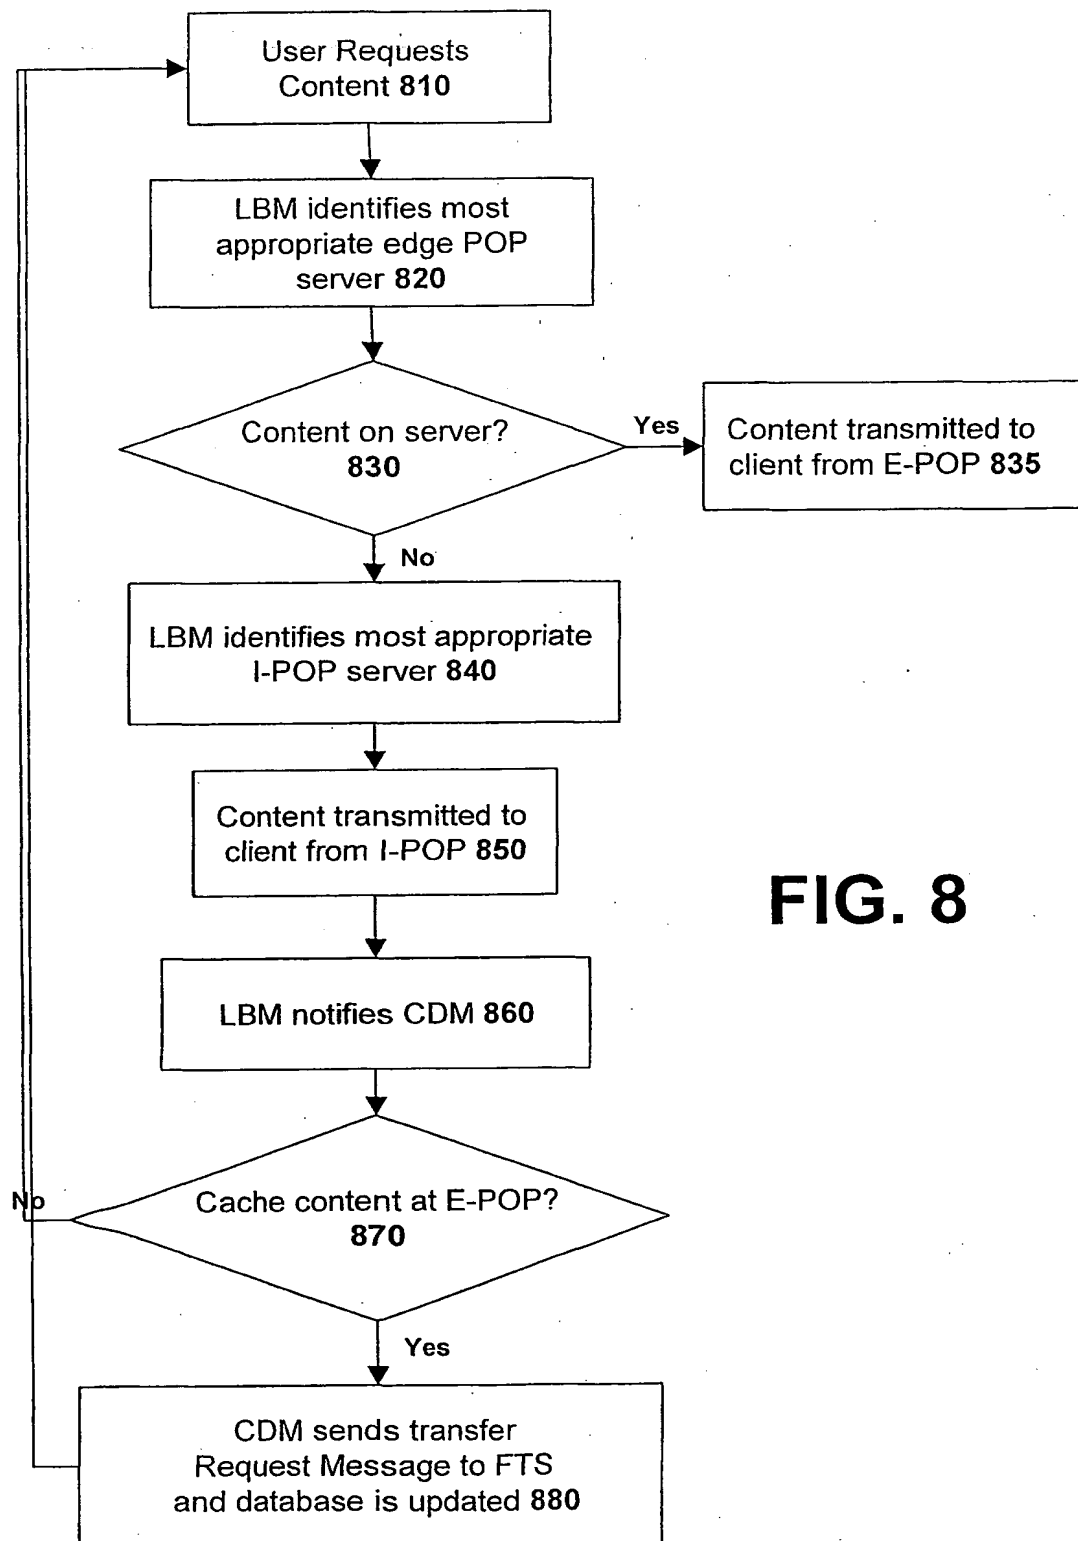 User Requests
Content 810
LBM identifies most
appropriate edge POP
server 820
Content on server?
830
Yes
Content transmitted to
client from E-POP 835
No
LBM identifies most appropriate
I-POP server 840
Content transmitted to
client from I-POP 850
FIG. 8
LBM notifies CDM 860
No
Cache content at E-POP?
870
Yes
CDM sends transfer
Request Message to FTS
and database is updated 880